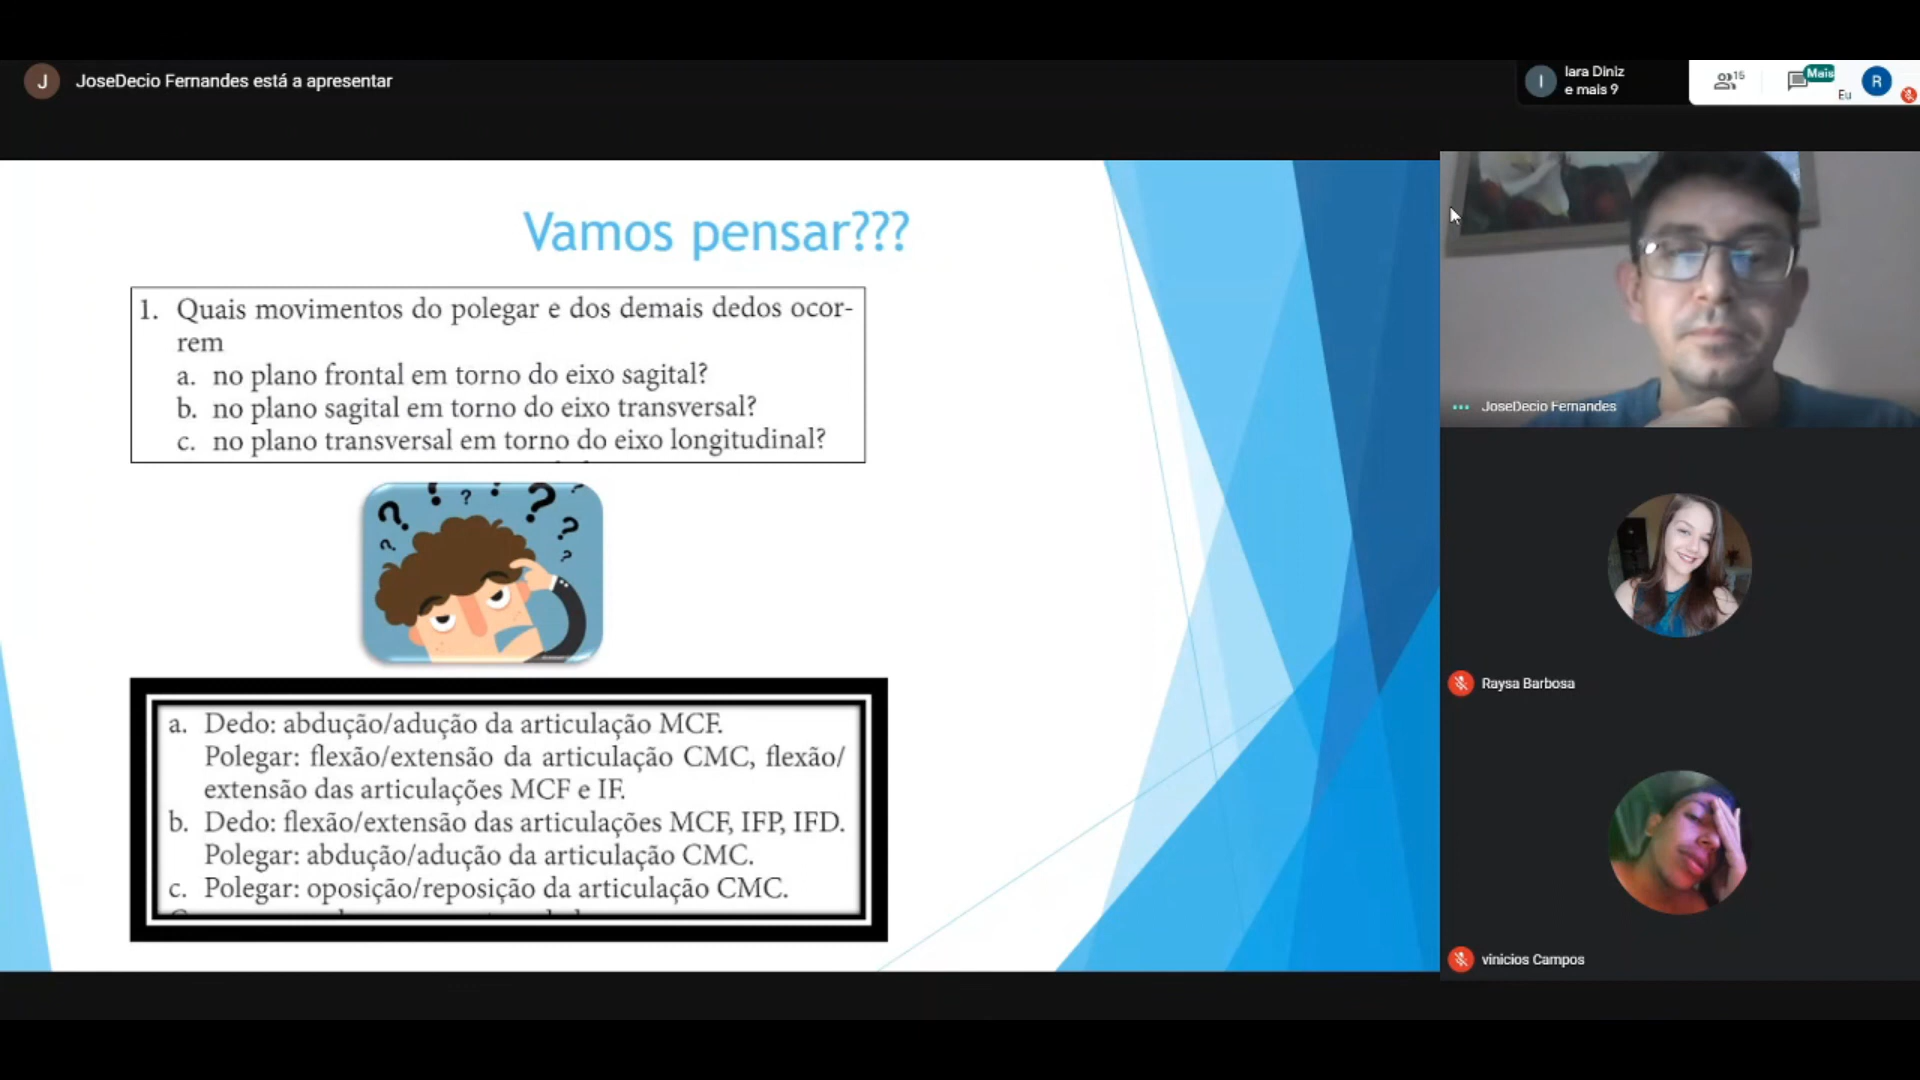 J
JoseDecio Fernandes está a apresentar
I
Iara Diniz
e mais 9
15
Mais
Eu
R
Vamos pensar???
1. Quais movimentos do polegar e dos demais dedos ocor-
rem
a. no plano frontal em torno do eixo sagital?
b. no plano sagital em torno do eixo transversal?
c. no plano transversal em torno do eixo longitudinal?
a. Dedo: abdução/adução da articulação MCF.
Polegar: flexão/extensão da articulação CMC, flexão/
extensão das articulações MCF e IF.
b. Dedo: flexão/extensão das articulações MCF, IFP, IFD.
Polegar: abdução/adução da articulação CMC.
c. Polegar: oposição/reposição da articulação CMC.
JoseDecio Fernandes
Raysa Barbosa
vinicios Campos